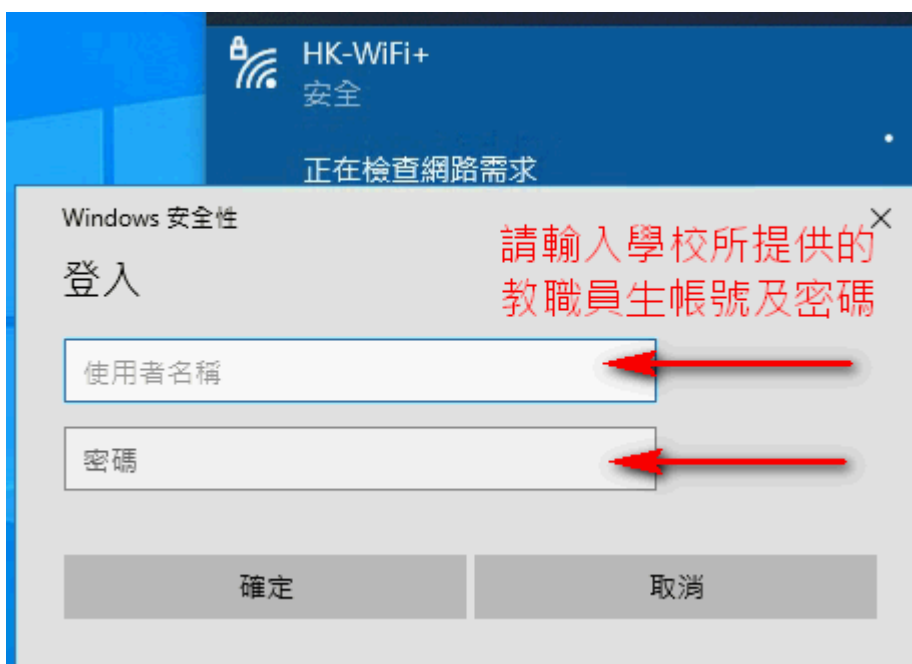 HK-WiFi+
安全
正在檢查網路需求
Windows 安全性
請輸入學校所提供的
教職員生帳號及密碼
登入
使用者名稱
密碼
確定
取消